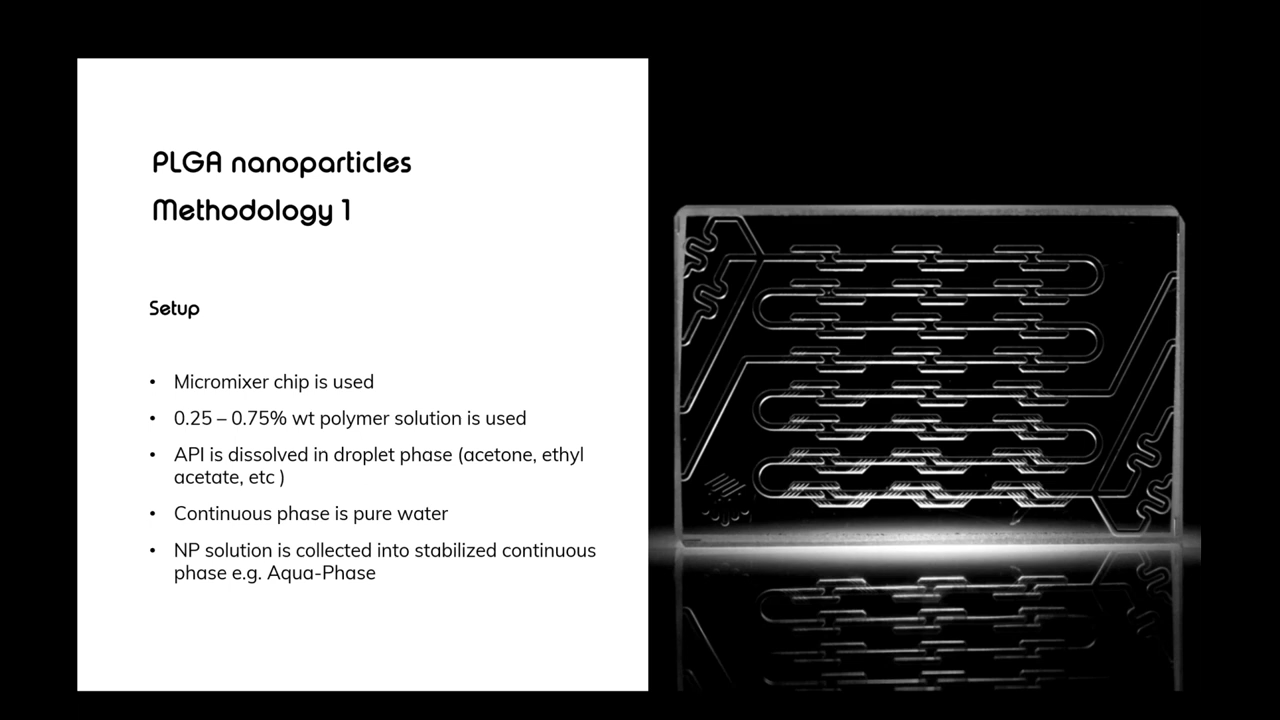 PLGA nanoparticles
Methodology 1
Setup
• Micromixer chip is used
• 0.25 – 0.75% wt polymer solution is used
• API is dissolved in droplet phase (acetone, ethyl
acetate, etc )
• Continuous phase is pure water
• NP solution is collected into stabilized continuous
phase e.g. Aqua-Phase